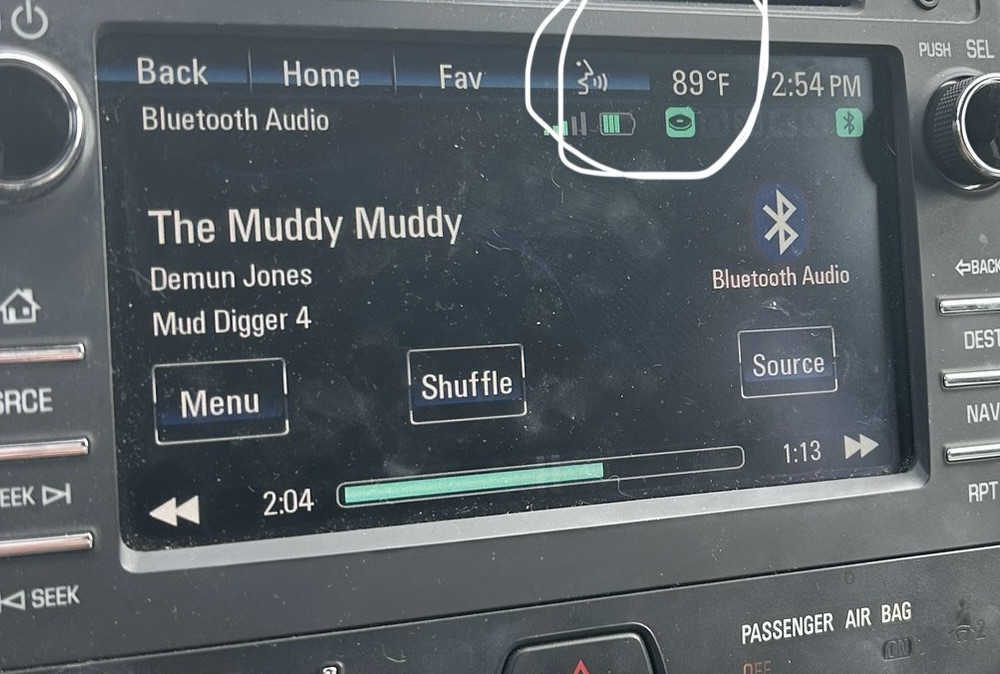 PUSH SEL
Back Home Fav 89°F 2:54 PM
Bluetooth Audio
The Muddy Muddy
Demun Jones
Mud Digger 4
Bluetooth Audio
BACK
DEST
NAV
RPT
SRCE
SEEK
SEEK
Menu Shuffle Source
2:04 1:13
PASSENGER AIR BAG
OFF ON